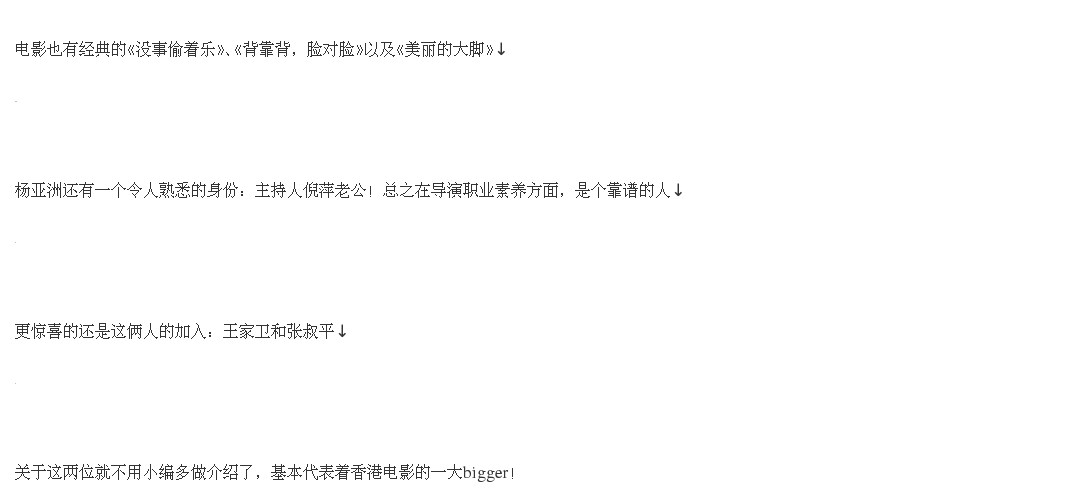 电影也有经典的《没事偷着乐》、《背靠背，脸对脸》以及《美丽的大脚》↓
杨亚洲还有一个令人熟悉的身份：主持人倪萍老公！总之在导演职业素养方面，是个靠谱的人↓
更惊喜的还是这俩人的加入：王家卫和张叔平↓
关于这两位就不用小编多做介绍了，基本代表着香港电影的一大bigger！